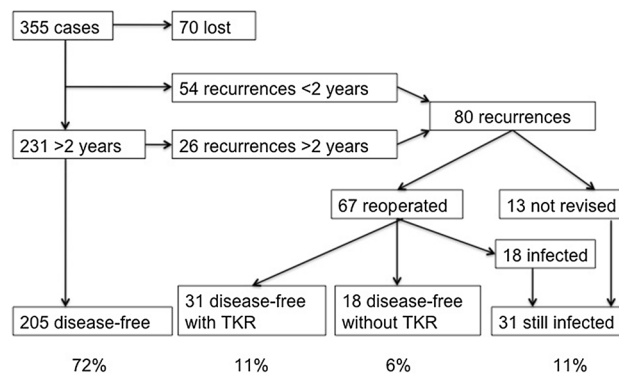 355 cases
70 lost
54 recurrences <2 years
80 recurrences
231 >2 years
26 recurrences >2 years
67 reoperated
13 not revised
18 infected
205 disease-free
31 disease-free
with TKR
18 disease-free
without TKR
31 still infected
72%
11%
6%
11%